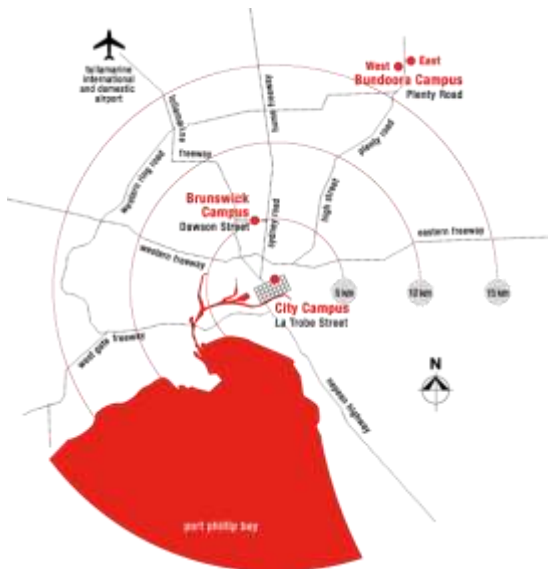 tullamarine
international
and domestic
airport
West
East
Bundoora Campus
Plenty Road
tullamarine
freeway
hume freeway
western ring road
plenty road
high street
Brunswick
Campus
Dawson Street
sydney road
eastern freeway
western freeway
5 km
10 km
15 km
City Campus
La Trobe Street
west gate freeway
N
nepean highway
port phillip bay